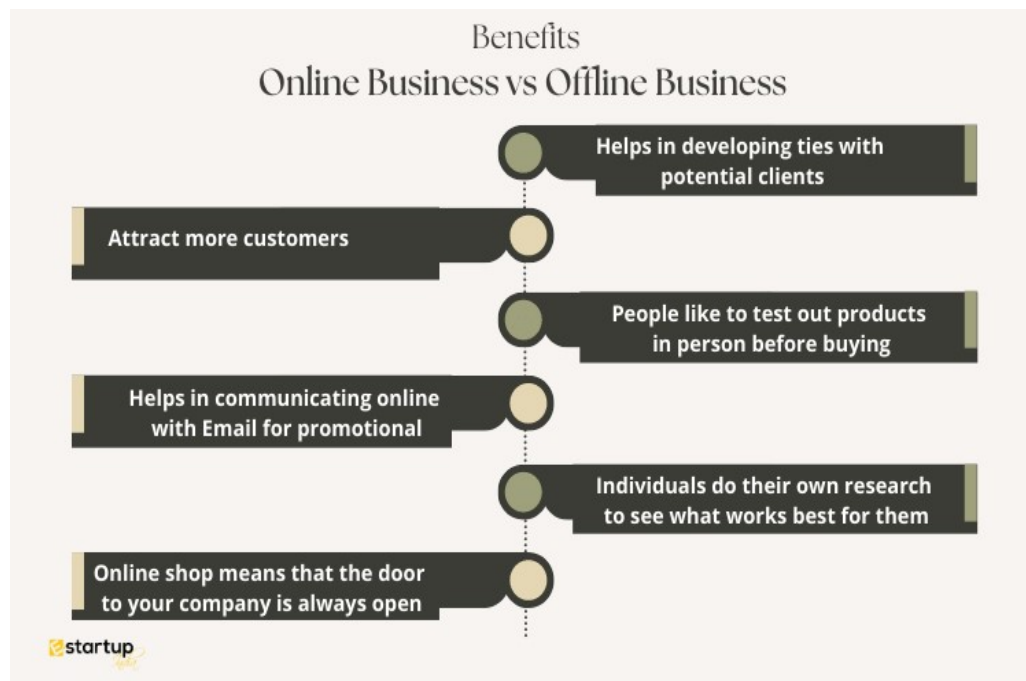 Benefits
Online Business vs Offline Business
Helps in developing ties with
potential clients
Attract more customers
People like to test out products
in person before buying
Helps in communicating online
with Email for promotional
Individuals do their own research
to see what works best for them
Online shop means that the door
to your company is always open
startup